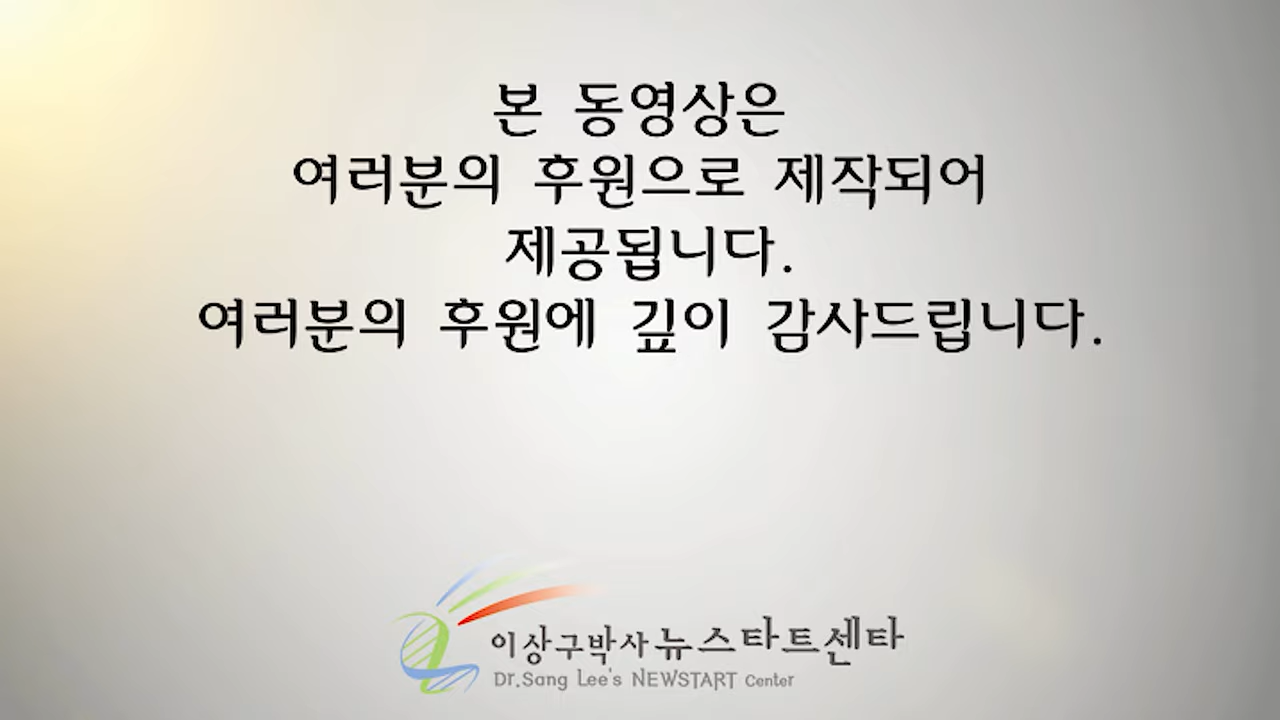 본 동영상은
여러분의 후원으로 제작되어
제공됩니다.
여러분의 후원에 깊이 감사드립니다.
이상구박사 뉴스타트센타
Dr.Sang Lee's NEWSTART Center